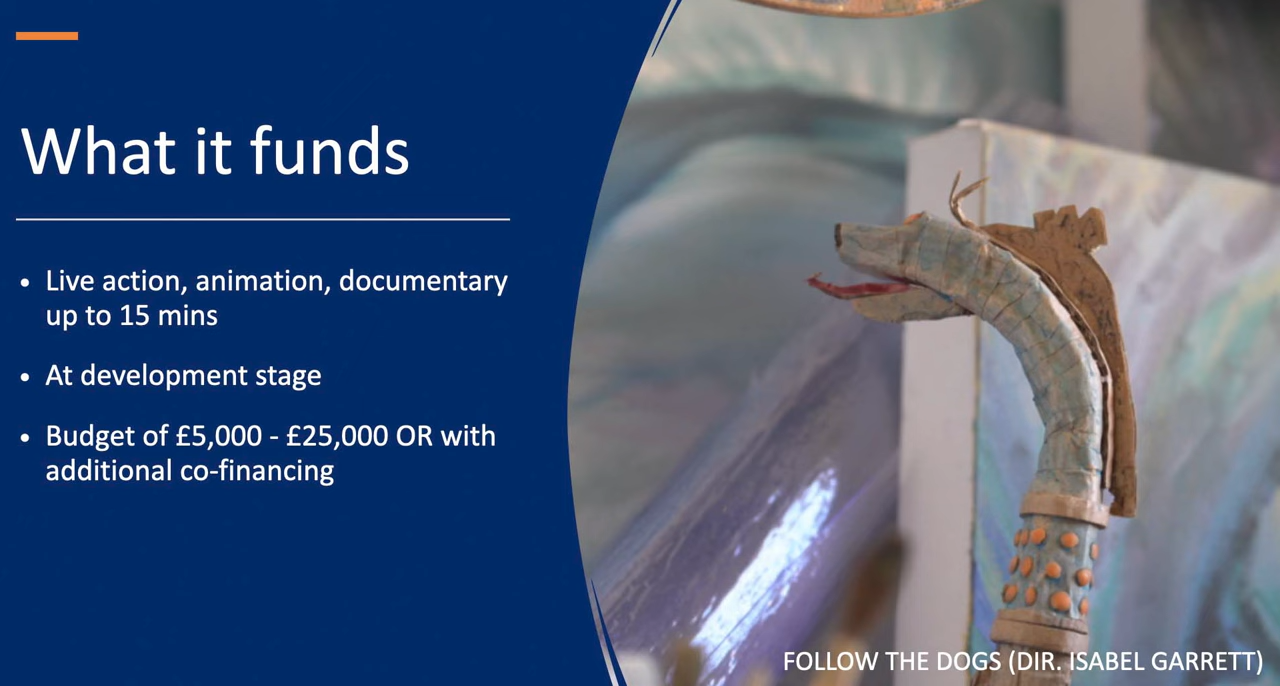 What it funds
• Live action, animation, documentary
up to 15 mins
• At development stage
• Budget of £5,000 - £25,000 OR with
additional co-financing
FOLLOW THE DOGS (DIR. ISABEL GARRETT)